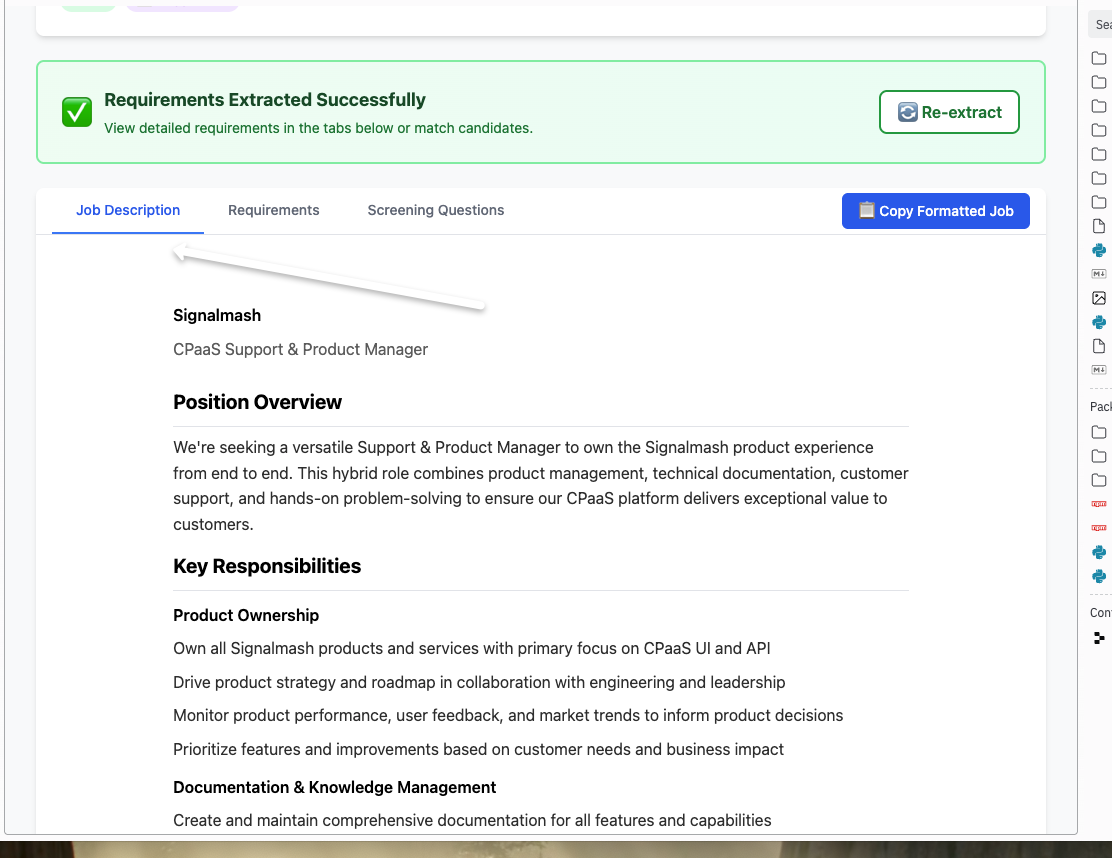 Requirements Extracted Successfully
View detailed requirements in the tabs below or match candidates.
Re-extract
Job Description
Requirements
Screening Questions
Copy Formatted Job
Signalmash
CPaaS Support & Product Manager
Position Overview
We're seeking a versatile Support & Product Manager to own the Signalmash product experience
from end to end. This hybrid role combines product management, technical documentation, customer
support, and hands-on problem-solving to ensure our CPaaS platform delivers exceptional value to
customers.
Key Responsibilities
Product Ownership
Own all Signalmash products and services with primary focus on CPaaS UI and API
Drive product strategy and roadmap in collaboration with engineering and leadership
Monitor product performance, user feedback, and market trends to inform product decisions
Prioritize features and improvements based on customer needs and business impact
Documentation & Knowledge Management
Create and maintain comprehensive documentation for all features and capabilities
Sea
M↓
M↓
Pack
npm
npm
Con